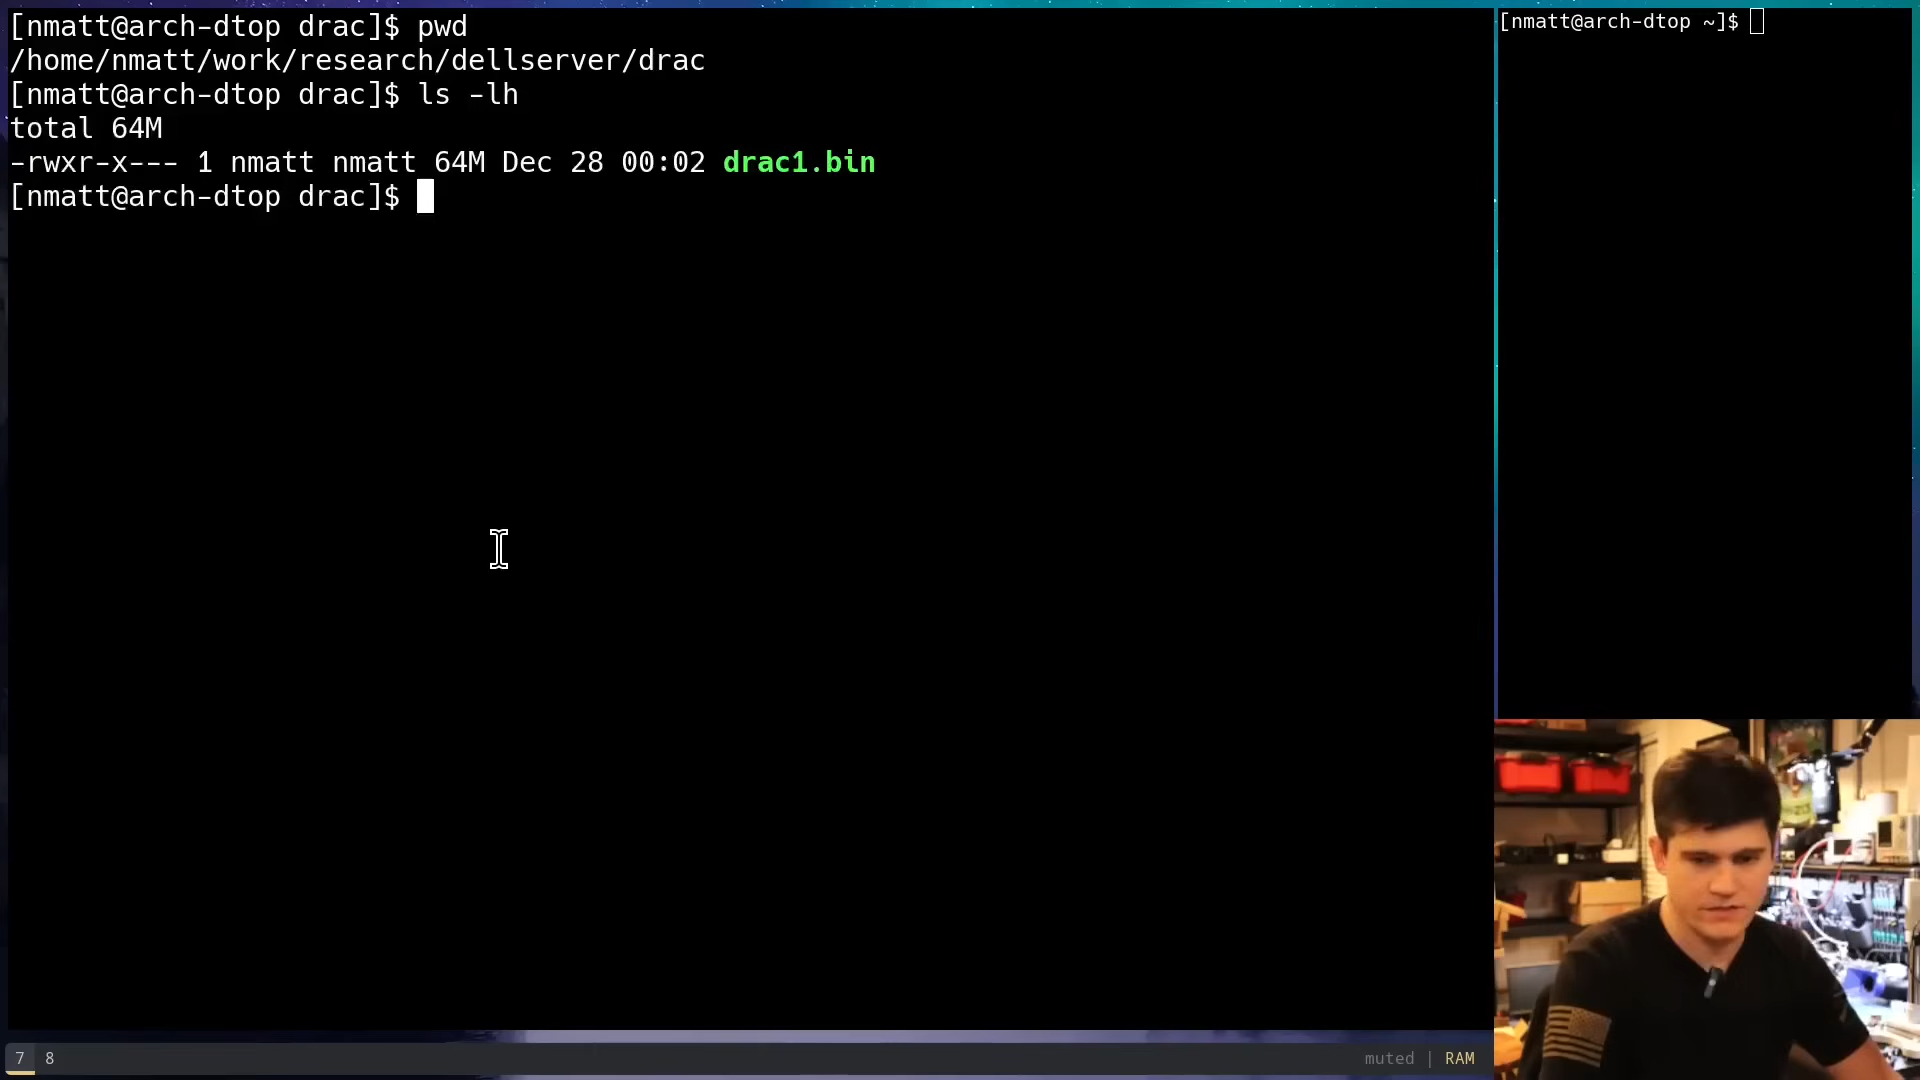 [nmatt@arch-dtop drac]$ pwd
/home/nmatt/work/research/dellserver/drac
[nmatt@arch-dtop drac]$ ls -lh
total 64M
-rwxr-x--- 1 nmatt nmatt 64M Dec 28 00:02 drac1.bin
[nmatt@arch-dtop drac]$
[nmatt@arch-dtop ~]$
7 8
muted | RAM